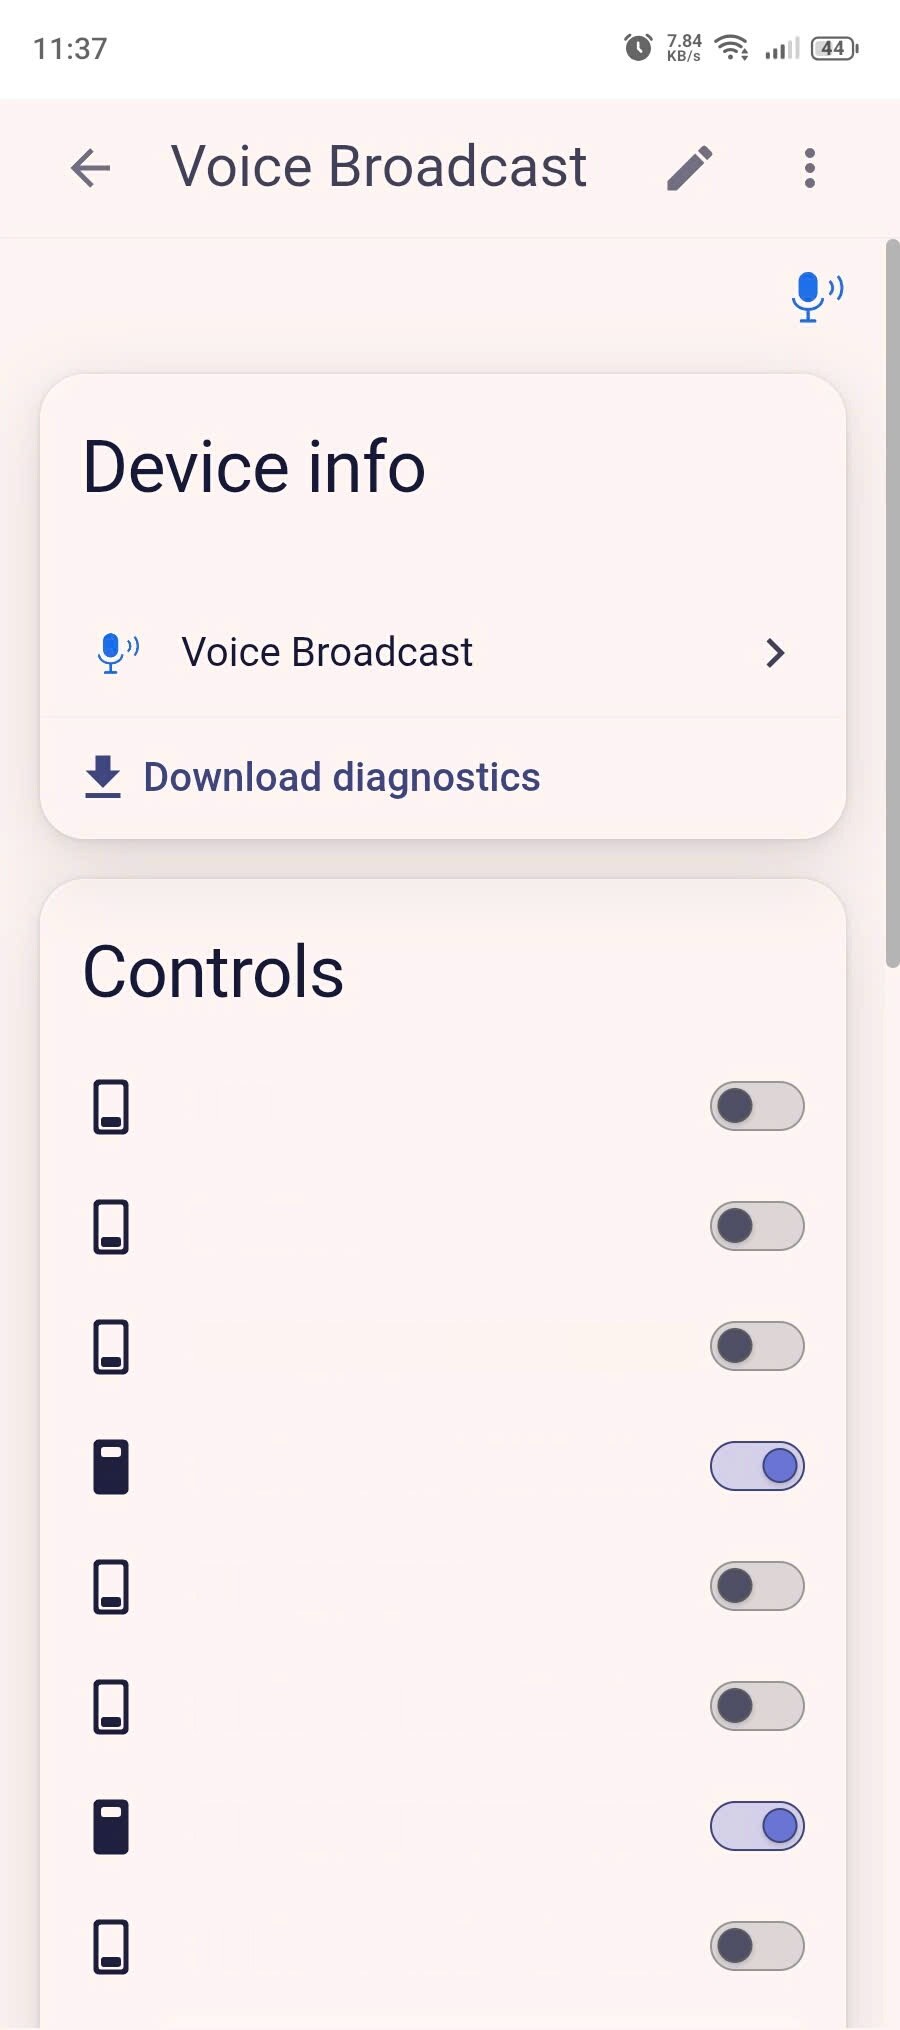 11:37
7.84
KB/s
44
Voice Broadcast
Device info
Voice Broadcast
Download diagnostics
Controls